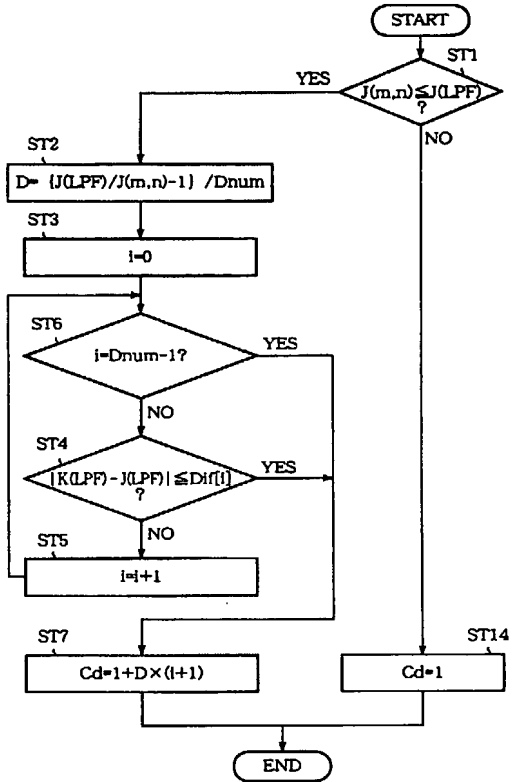 START
ST1
J(m,n)≦J(LPF)
?
YES
NO
ST2
D= {J(LPF)/J(m,n)-1} /Dnum
ST3
i=0
ST6
i=Dnum-1?
YES
NO
ST4
|K(LPF)-J(LPF)| ≦Dif[i]
?
YES
NO
ST5
i=i+1
ST7
Cd=1+D×(i+1)
ST14
Cd=1
END